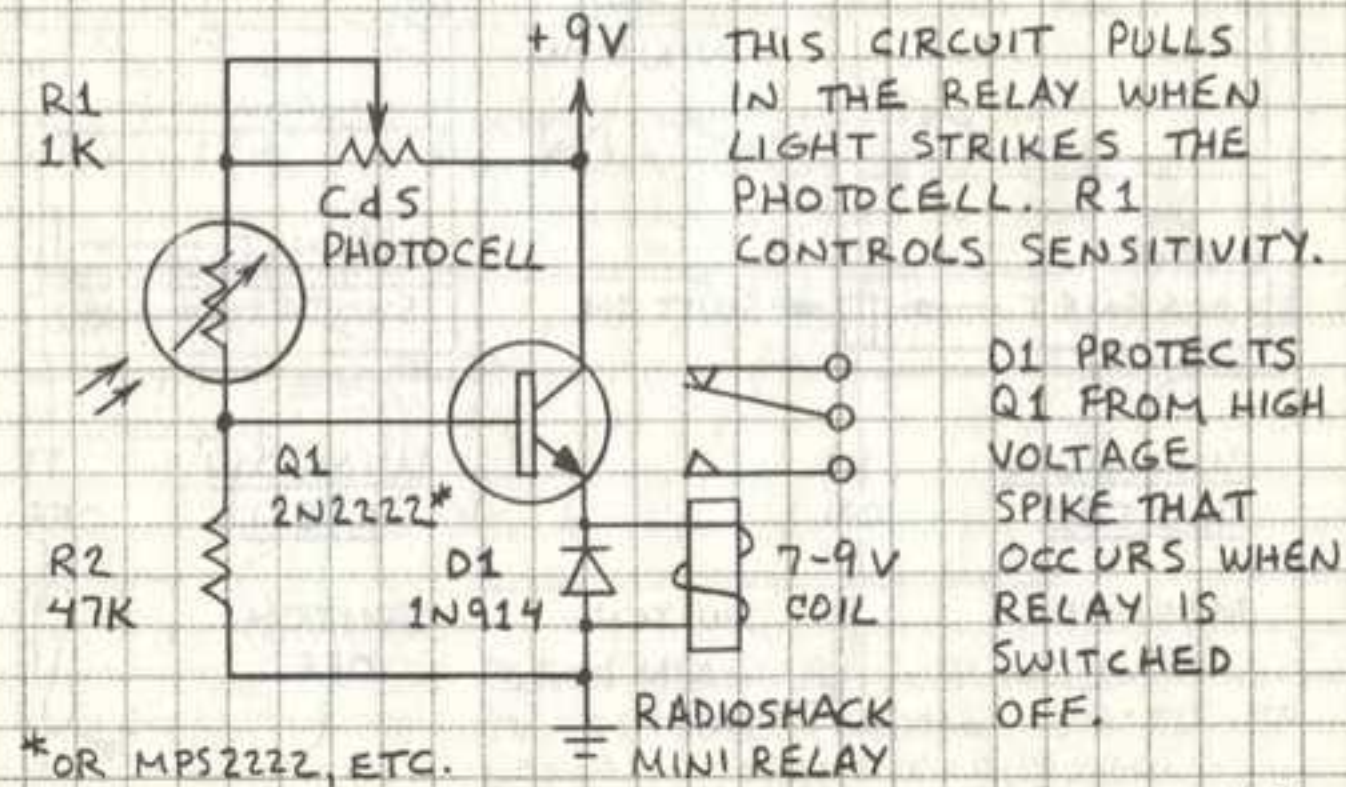 +9V
R1
1K
CdS
PHOTOCELL
THIS CIRCUIT PULLS
IN THE RELAY WHEN
LIGHT STRIKES THE
PHOTOCELL. R1
CONTROLS SENSITIVITY.
Q1
2N2222*
R2
47K
D1
1N914
7-9V
COIL
D1 PROTECTS
Q1 FROM HIGH
VOLTAGE
SPIKE THAT
OCCURS WHEN
RELAY IS
SWITCHED
OFF.
RADIOSHACK
MINI RELAY
*OR MPS2222, ETC.